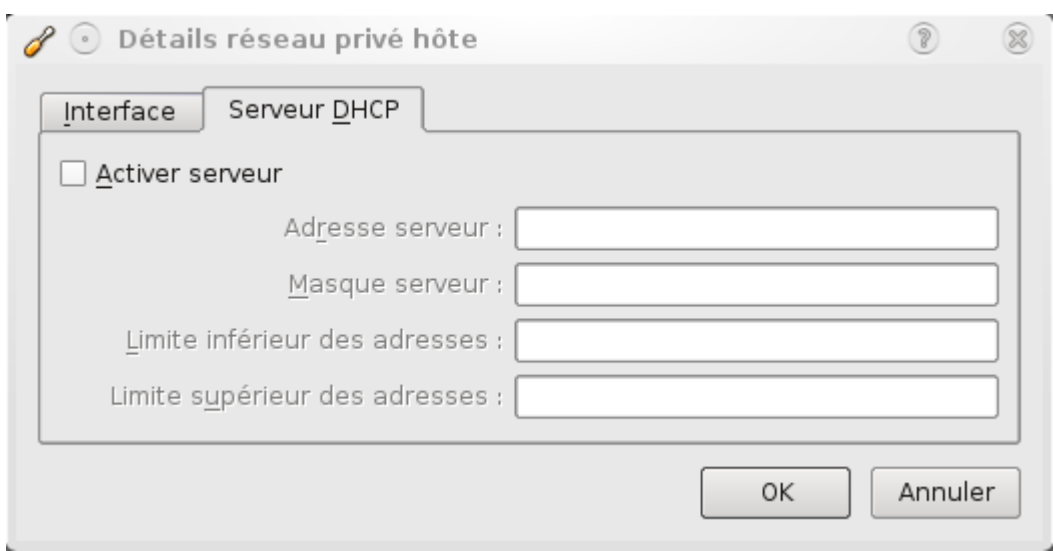 Détails réseau privé hôte
Interface
Serveur DHCP
Activer serveur
Adresse serveur :
Masque serveur :
Limite inférieur des adresses :
Limite supérieur des adresses :
OK
Annuler